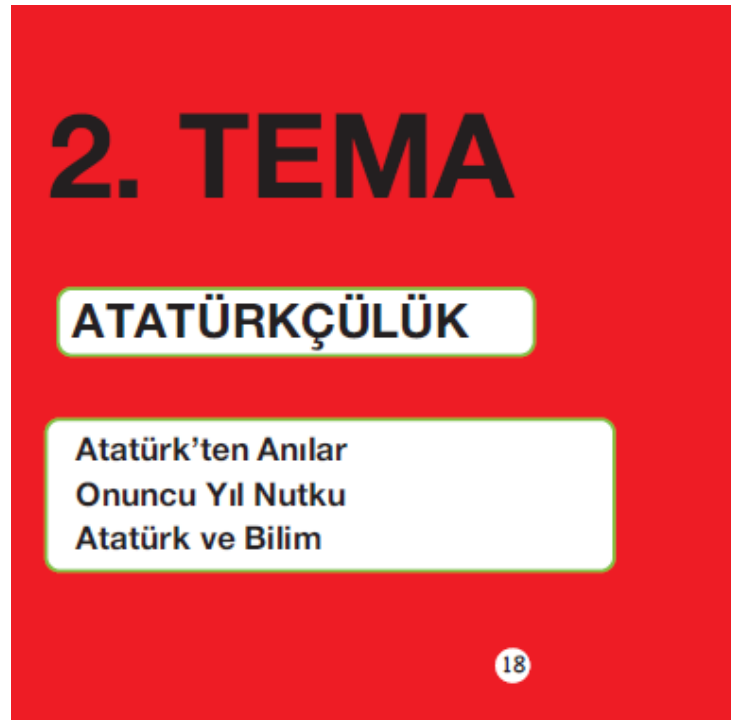 2. TEMA
ATATÜRKÇÜLÜK
Atatürk’ten Anılar
Onuncu Yıl Nutku
Atatürk ve Bilim
18